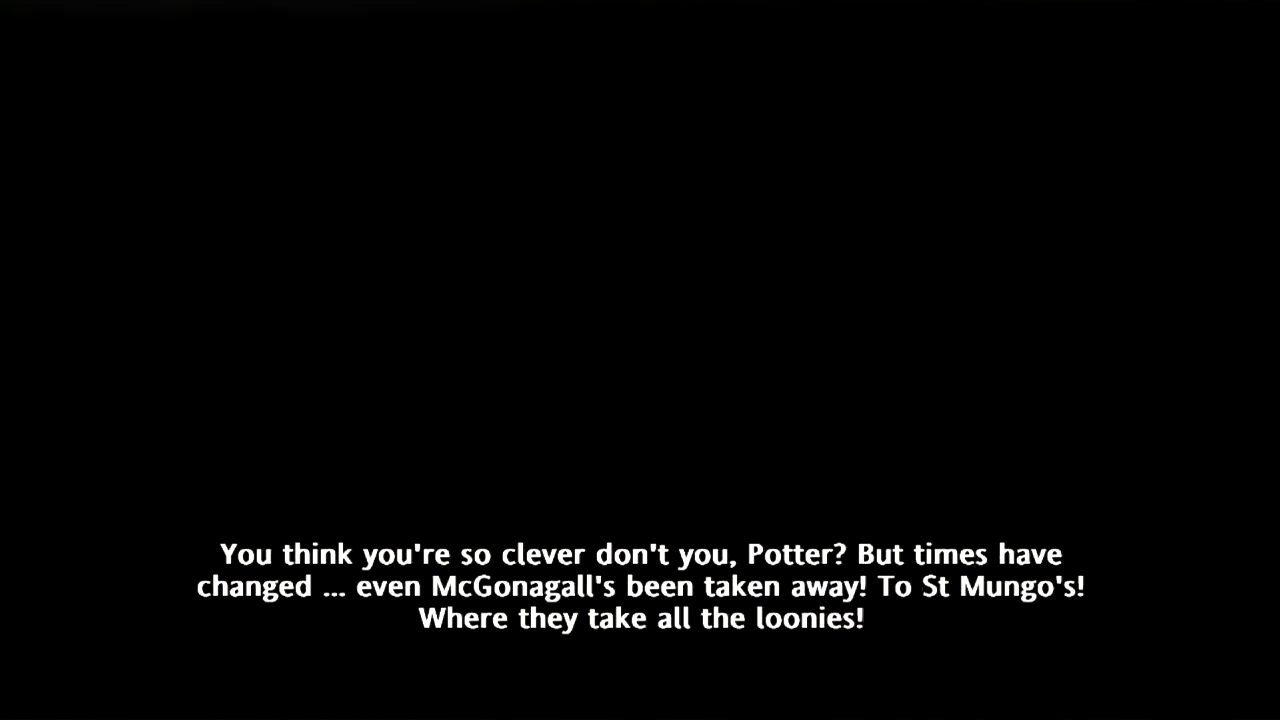 You think you're so clever don't you, Potter? But times have
changed ... even McGonagall's been taken away! To St Mungo's!
Where they take all the loonies!